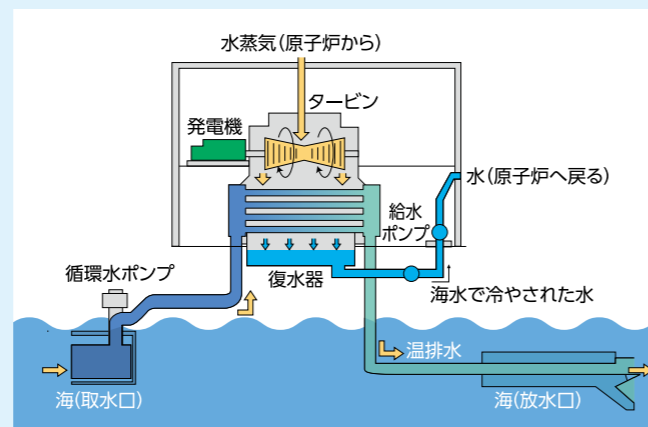 水蒸気(原子炉から)
タービン
発電機
水(原子炉へ戻る)
給水
ポンプ
循環水ポンプ
復水器
海水で冷やされた水
温排水
海(取水口)
海(放水口)